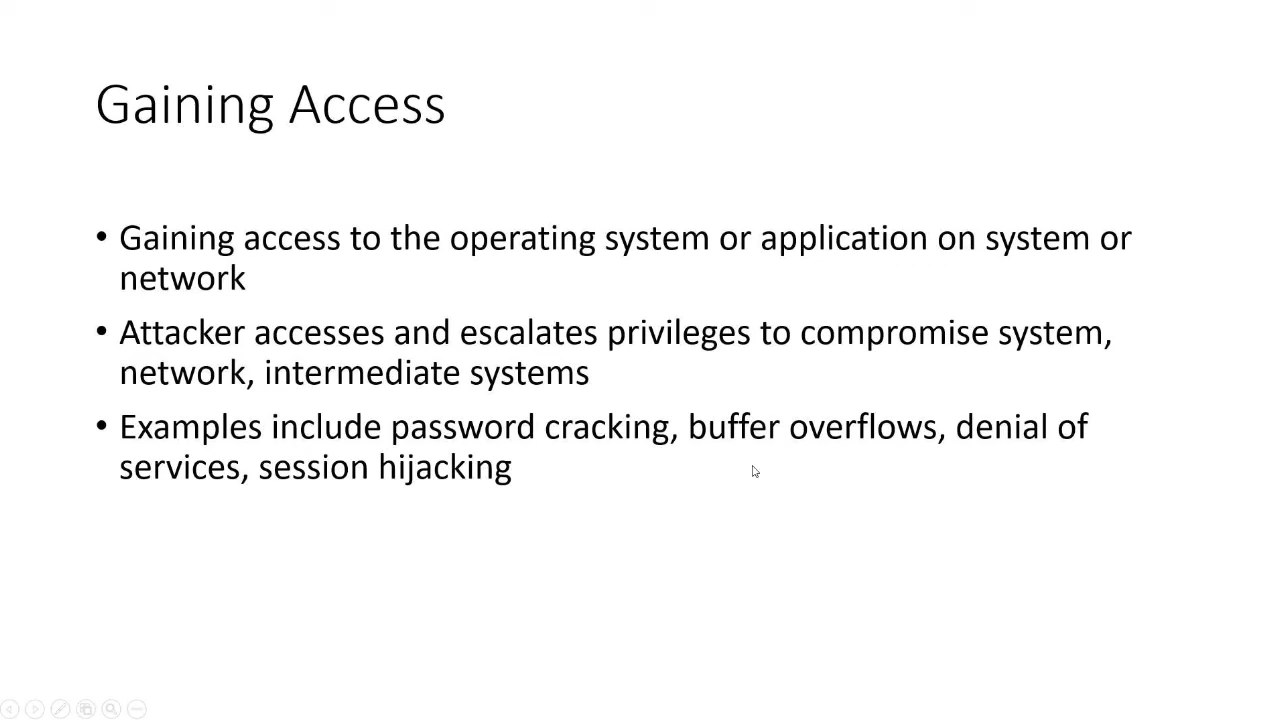 Gaining Access
• Gaining access to the operating system or application on system or
network
• Attacker accesses and escalates privileges to compromise system,
network, intermediate systems
• Examples include password cracking, buffer overflows, denial of
services, session hijacking